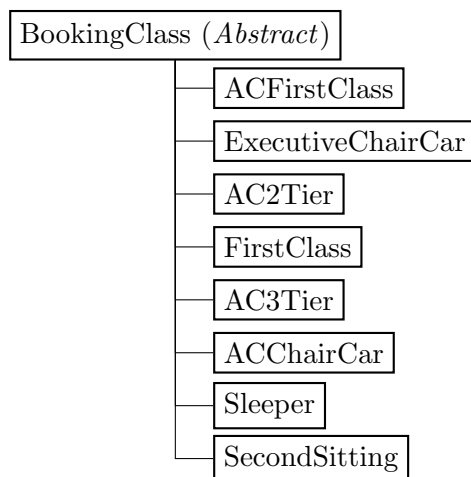 BookingClass (Abstract)
ACFirstClass
ExecutiveChairCar
AC2Tier
FirstClass
AC3Tier
ACChairCar
Sleeper
SecondSitting